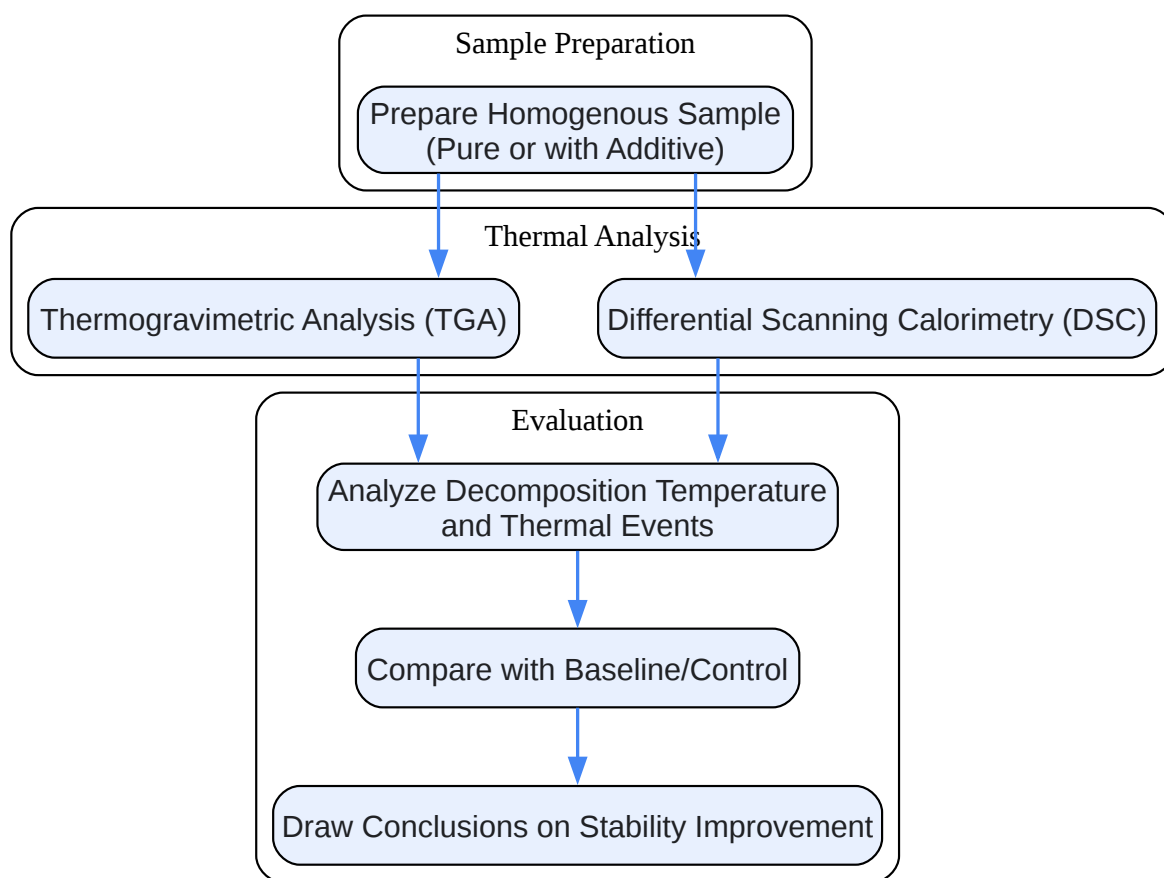 Sample Preparation
Prepare Homogenous Sample
(Pure or with Additive)
Thermal Analysis
Thermogravimetric Analysis (TGA)
Differential Scanning Calorimetry (DSC)
Evaluation
Analyze Decomposition Temperature
and Thermal Events
Compare with Baseline/Control
Draw Conclusions on Stability Improvement